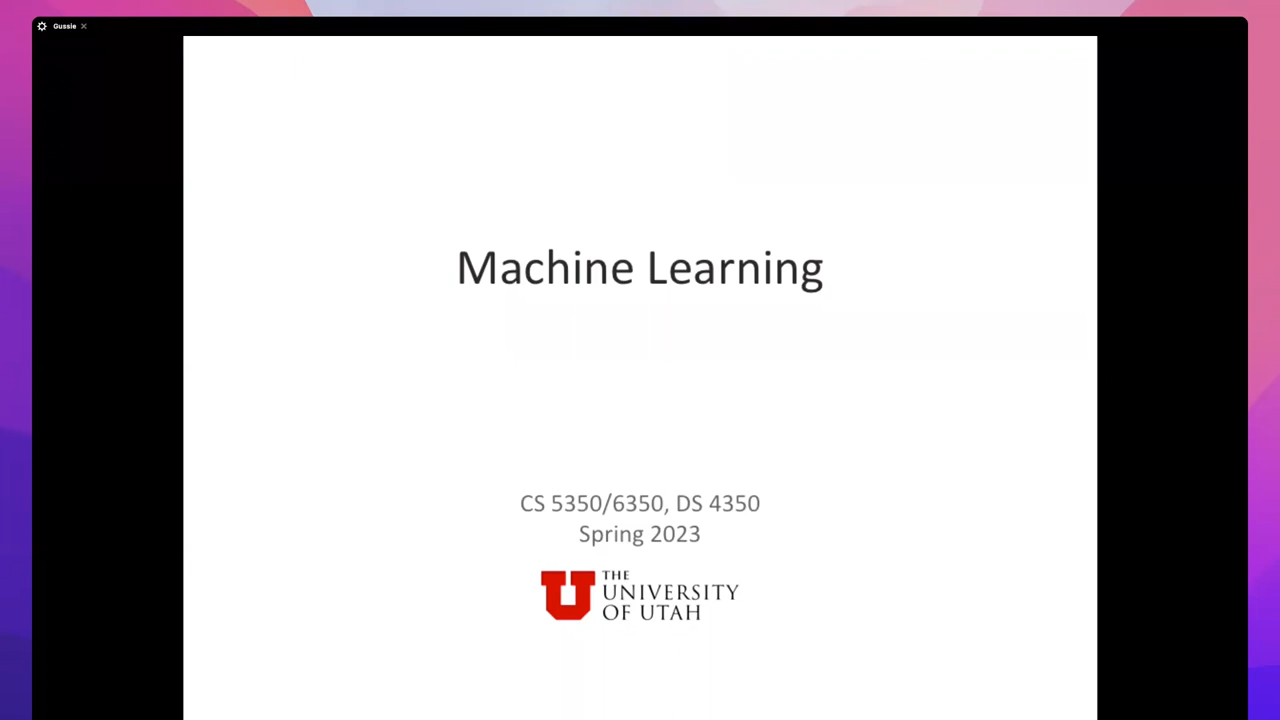 Gussie
Machine Learning
CS 5350/6350, DS 4350
Spring 2023
THE
UNIVERSITY
OF UTAH